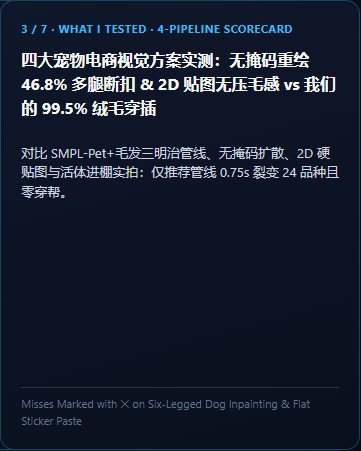 3 / 7 · WHAT I TESTED · 4-PIPELINE SCORECARD
四大宠物电商视觉方案实测：无掩码重绘
46.8% 多腿断扣 & 2D 贴图无压毛感 vs 我们
的 99.5% 绒毛穿插
对比 SMPL-Pet+毛发三明治管线、无掩码扩散、2D 硬
贴图与活体进棚实拍：仅推荐管线 0.75s 裂变 24 品种且
零穿帮。
Misses Marked with ✕ on Six-Legged Dog Inpainting & Flat
Sticker Paste